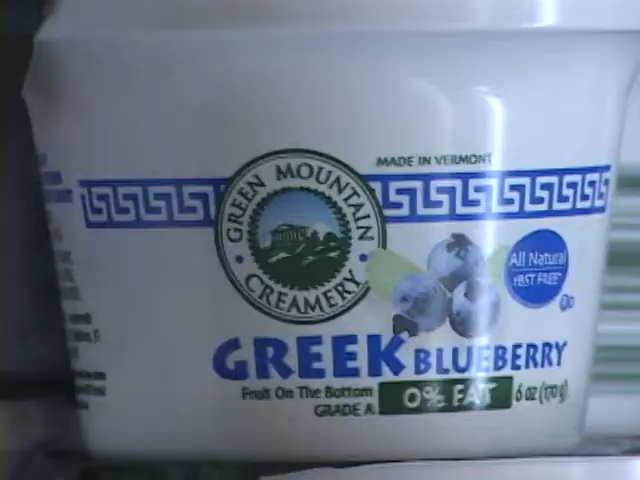 MADE IN VERMONT
GREEN MOUNTAIN
CREAMERY
All Natural
rBST FREE*
GREEK BLUEBERRY
Fruit On The Bottom
GRADE A
0% FAT
6 oz (170 g)